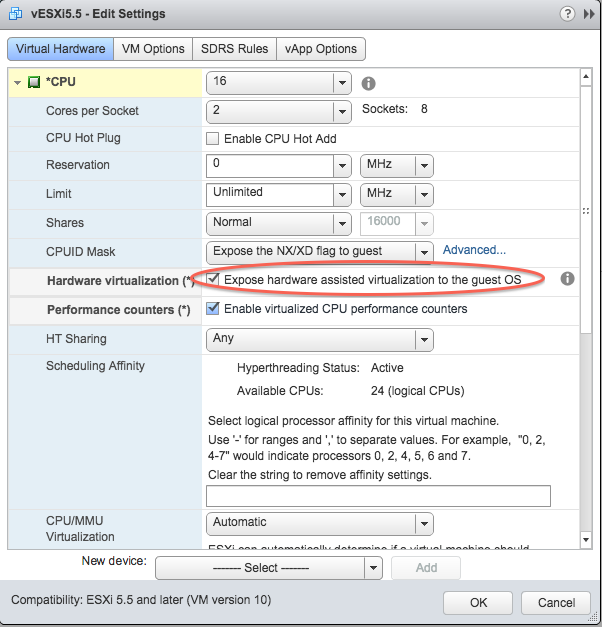 vESXi5.5 - Edit Settings
Virtual Hardware VM Options SDRS Rules vApp Options
*CPU 16
Cores per Socket 2 Sockets: 8
CPU Hot Plug Enable CPU Hot Add
Reservation 0 MHz
Limit Unlimited MHz
Shares Normal 16000
CPUID Mask Expose the NX/XD flag to guest Advanced...
Hardware virtualization (*) Expose hardware assisted virtualization to the guest OS
Performance counters (*) Enable virtualized CPU performance counters
HT Sharing Any
Scheduling Affinity Hyperthreading Status: Active
Available CPUs: 24 (logical CPUs)
Select logical processor affinity for this virtual machine.
Use '-' for ranges and ',' to separate values. For example, "0, 2,
4-7" would indicate processors 0, 2, 4, 5, 6 and 7.
Clear the string to remove affinity settings.
CPU/MMU Automatic
Virtualization
ESXi can automatically determine if a virtual machine should
New device: ------- Select ------- Add
Compatibility: ESXi 5.5 and later (VM version 10) OK Cancel